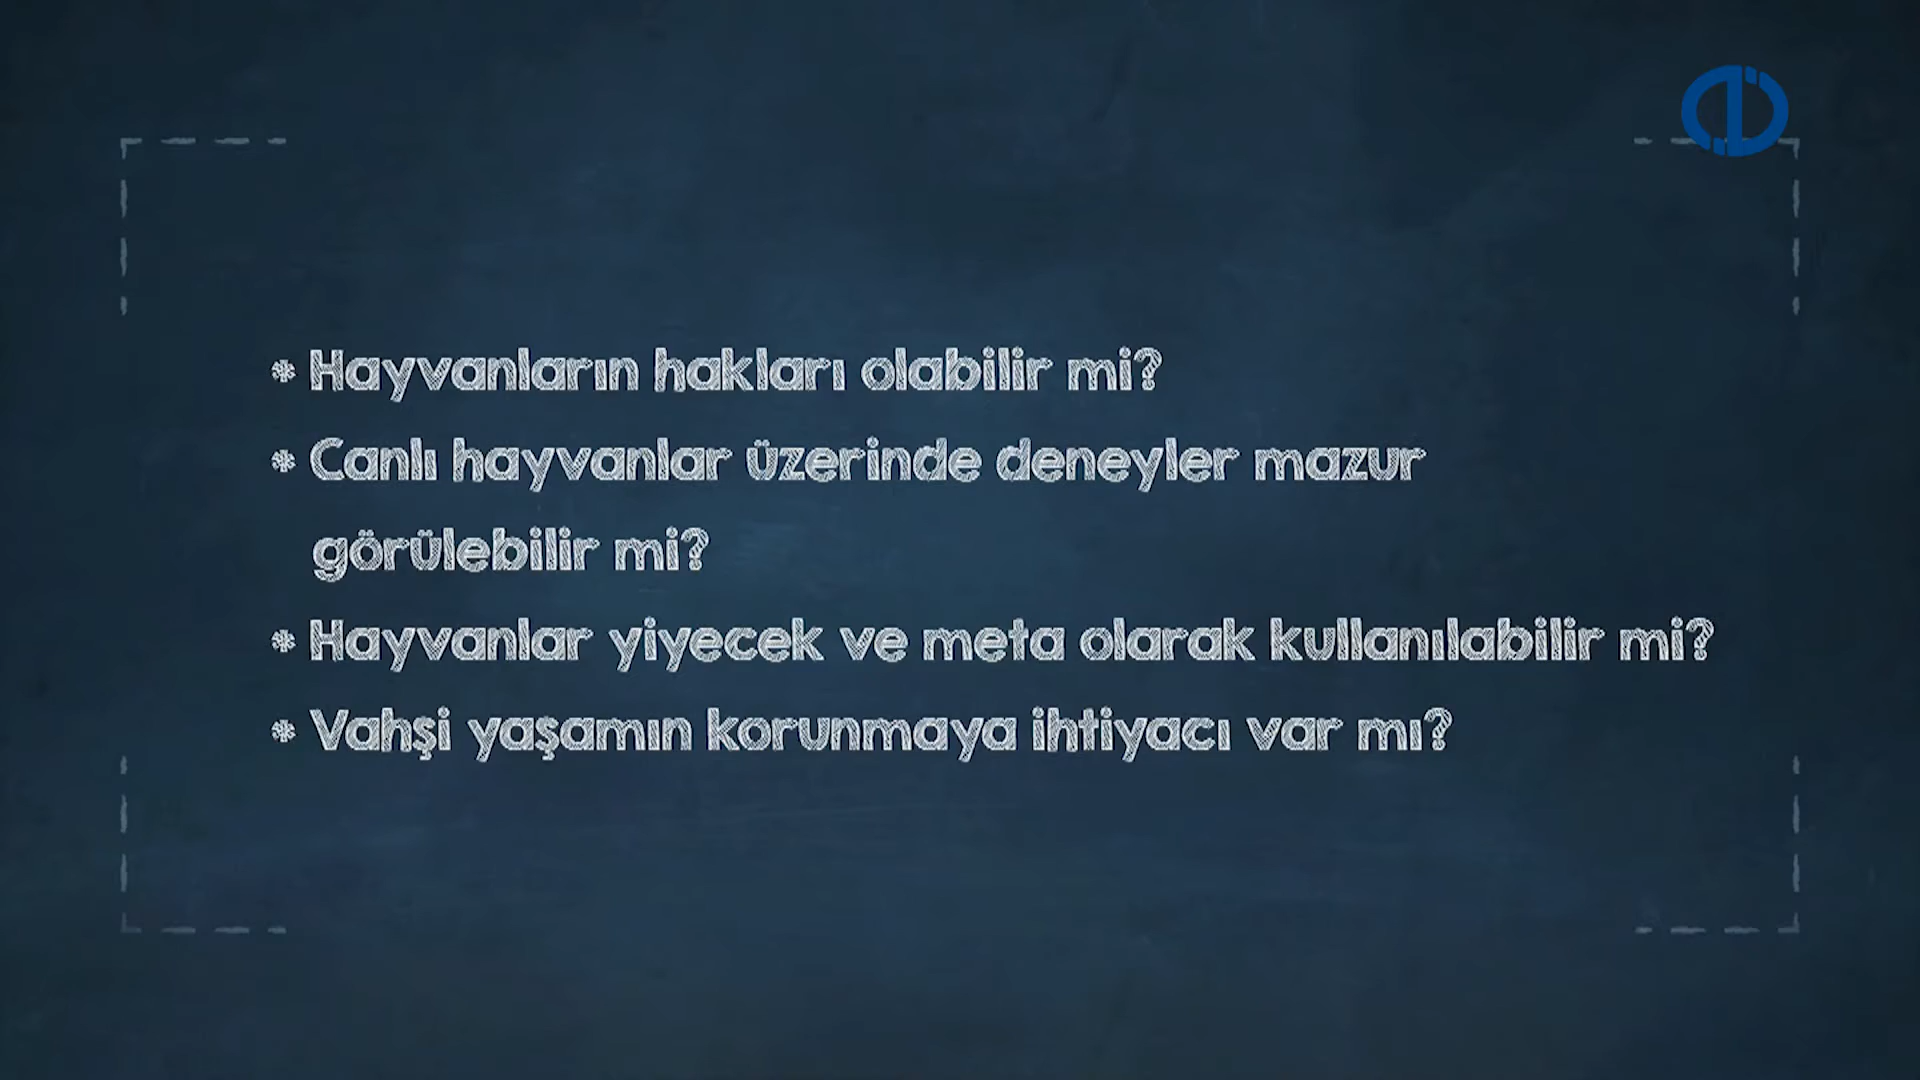 * Hayvanların hakları olabilir mi?
* Canlı hayvanlar üzerinde deneyler mazur
görülebilir mi?
* Hayvanlar yiyecek ve meta olarak kullanılabilir mi?
* Vahşi yaşamın korunmaya ihtiyacı var mı?